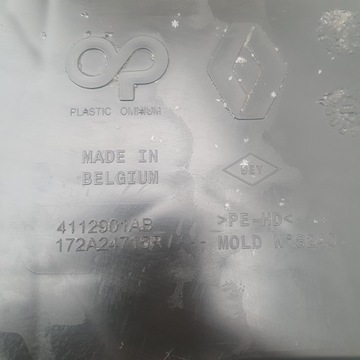 PLASTIC OMNIUM
MADE IN
BELGIUM
4112901AB >PE-HD<
MOLD